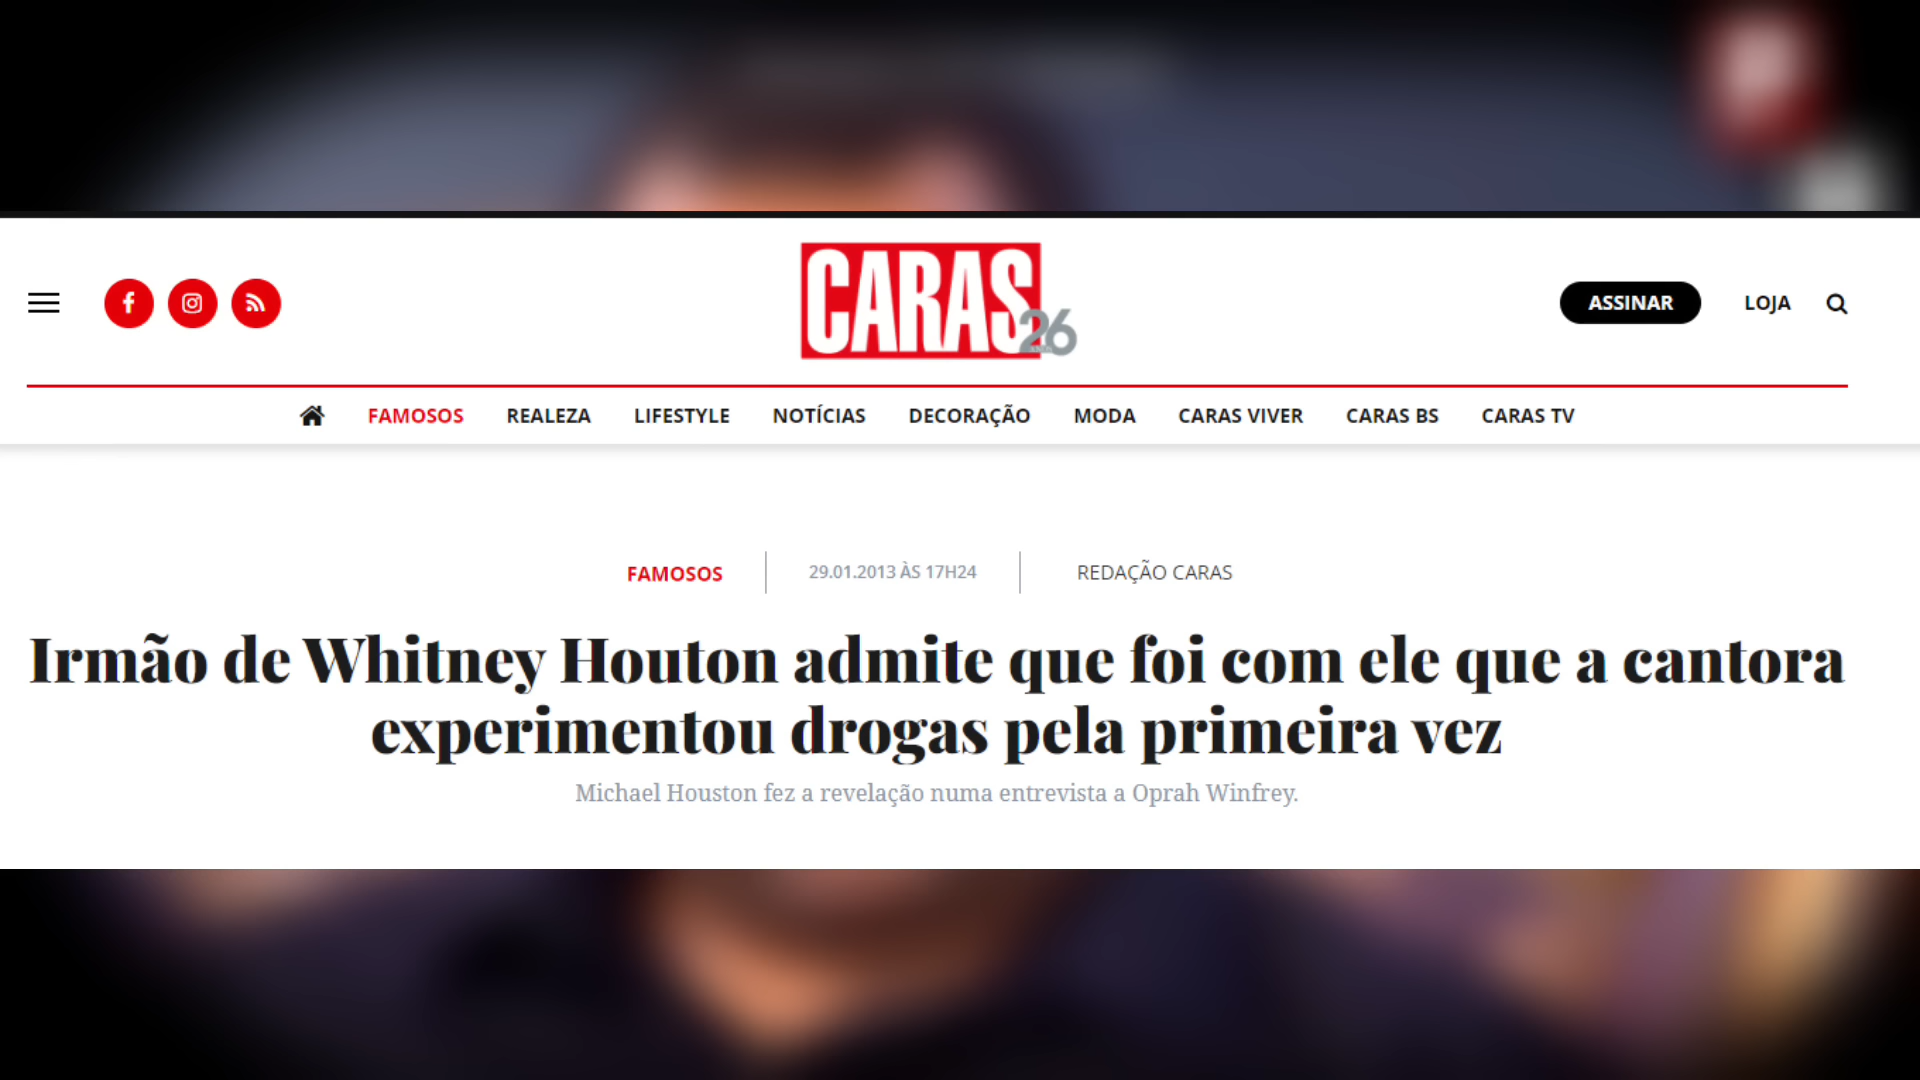 CARAS
26
ASSINAR
LOJA
FAMOSOS
REALEZA
LIFESTYLE
NOTÍCIAS
DECORAÇÃO
MODA
CARAS VIVER
CARAS BS
CARAS TV
FAMOSOS
29.01.2013 ÀS 17H24
REDAÇÃO CARAS
Irmão de Whitney Houton admite que foi com ele que a cantora
experimentou drogas pela primeira vez
Michael Houston fez a revelação numa entrevista a Oprah Winfrey.